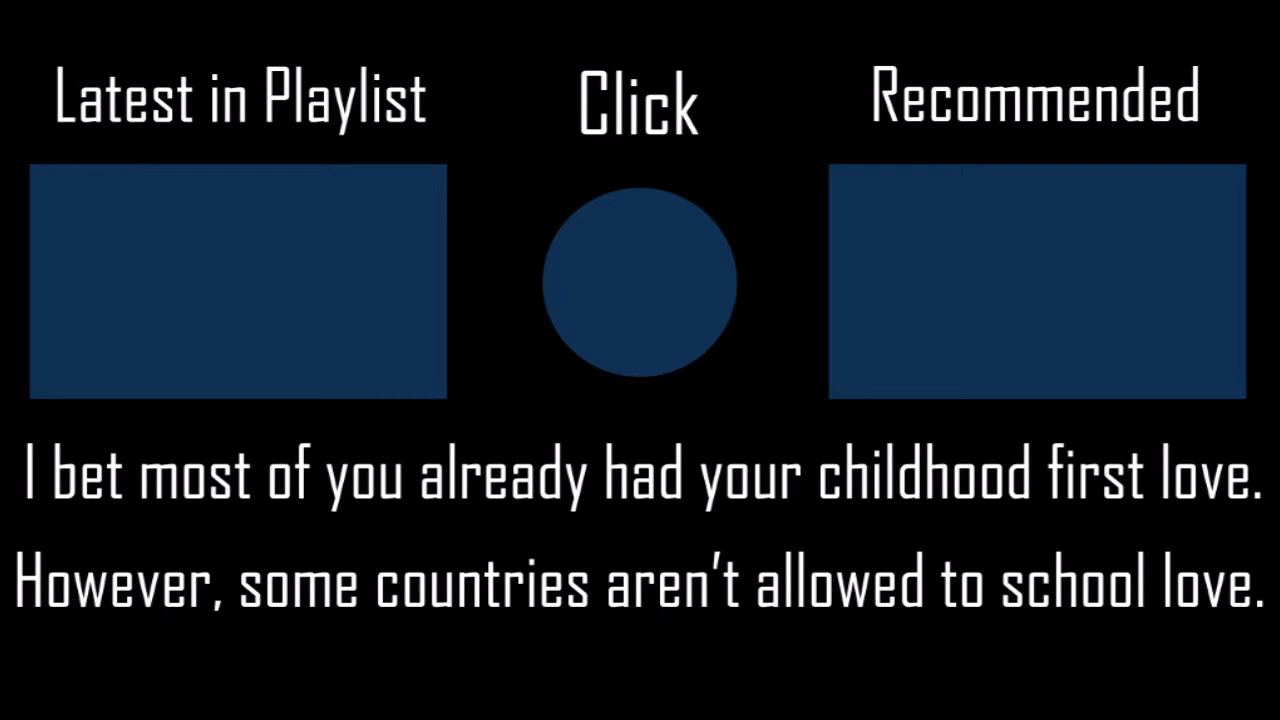 Latest in Playlist
Click
Recommended
I bet most of you already had your childhood first love.
However, some countries aren't allowed to school love.